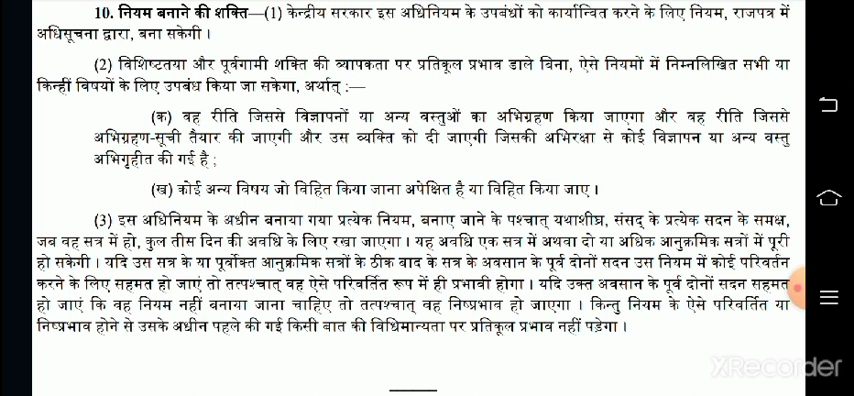 10. नियम बनाने की शक्ति—(1) केन्द्रीय सरकार इस अधिनियम के उपबंधों को कार्यान्वित करने के लिए नियम, राजपत्र में
अधिसूचना द्वारा, बना सकेगी ।
(2) विशिष्टतया और पूर्वगामी शक्ति की व्यापकता पर प्रतिकूल प्रभाव डाले बिना, ऐसे नियमों में निम्नलिखित सभी या
किन्हीं विषयों के लिए उपबंध किया जा सकेगा, अर्थात् :—
(क) वह रीति जिससे विज्ञापनों या अन्य वस्तुओं का अभिग्रहण किया जाएगा और वह रीति जिससे
अभिग्रहण-सूची तैयार की जाएगी और उस व्यक्ति को दी जाएगी जिसकी अभिरक्षा से कोई विज्ञापन या अन्य वस्तु
अभिगृहीत की गई है ;
(ख) कोई अन्य विषय जो विहित किया जाना अपेक्षित है या विहित किया जाए ।
(3) इस अधिनियम के अधीन बनाया गया प्रत्येक नियम, बनाए जाने के पश्चात् यथाशीघ्र, संसद् के प्रत्येक सदन के समक्ष,
जब वह सत्र में हो, कुल तीस दिन की अवधि के लिए रखा जाएगा । यह अवधि एक सत्र में अथवा दो या अधिक आनुक्रमिक सत्रों में पूरी
हो सकेगी । यदि उस सत्र के या पूर्वोक्त आनुक्रमिक सत्रों के ठीक बाद के सत्र के अवसान के पूर्व दोनों सदन उस नियम में कोई परिवर्तन
करने के लिए सहमत हो जाएं तो तत्पश्चात् वह ऐसे परिवर्तित रूप में ही प्रभावी होगा । यदि उक्त अवसान के पूर्व दोनों सदन सहमत
हो जाएं कि वह नियम नहीं बनाया जाना चाहिए तो तत्पश्चात् वह निष्प्रभाव हो जाएगा । किन्तु नियम के ऐसे परिवर्तित या
निष्प्रभाव होने से उसके अधीन पहले की गई किसी बात की विधिमान्यता पर प्रतिकूल प्रभाव नहीं पड़ेगा ।
XRecorder